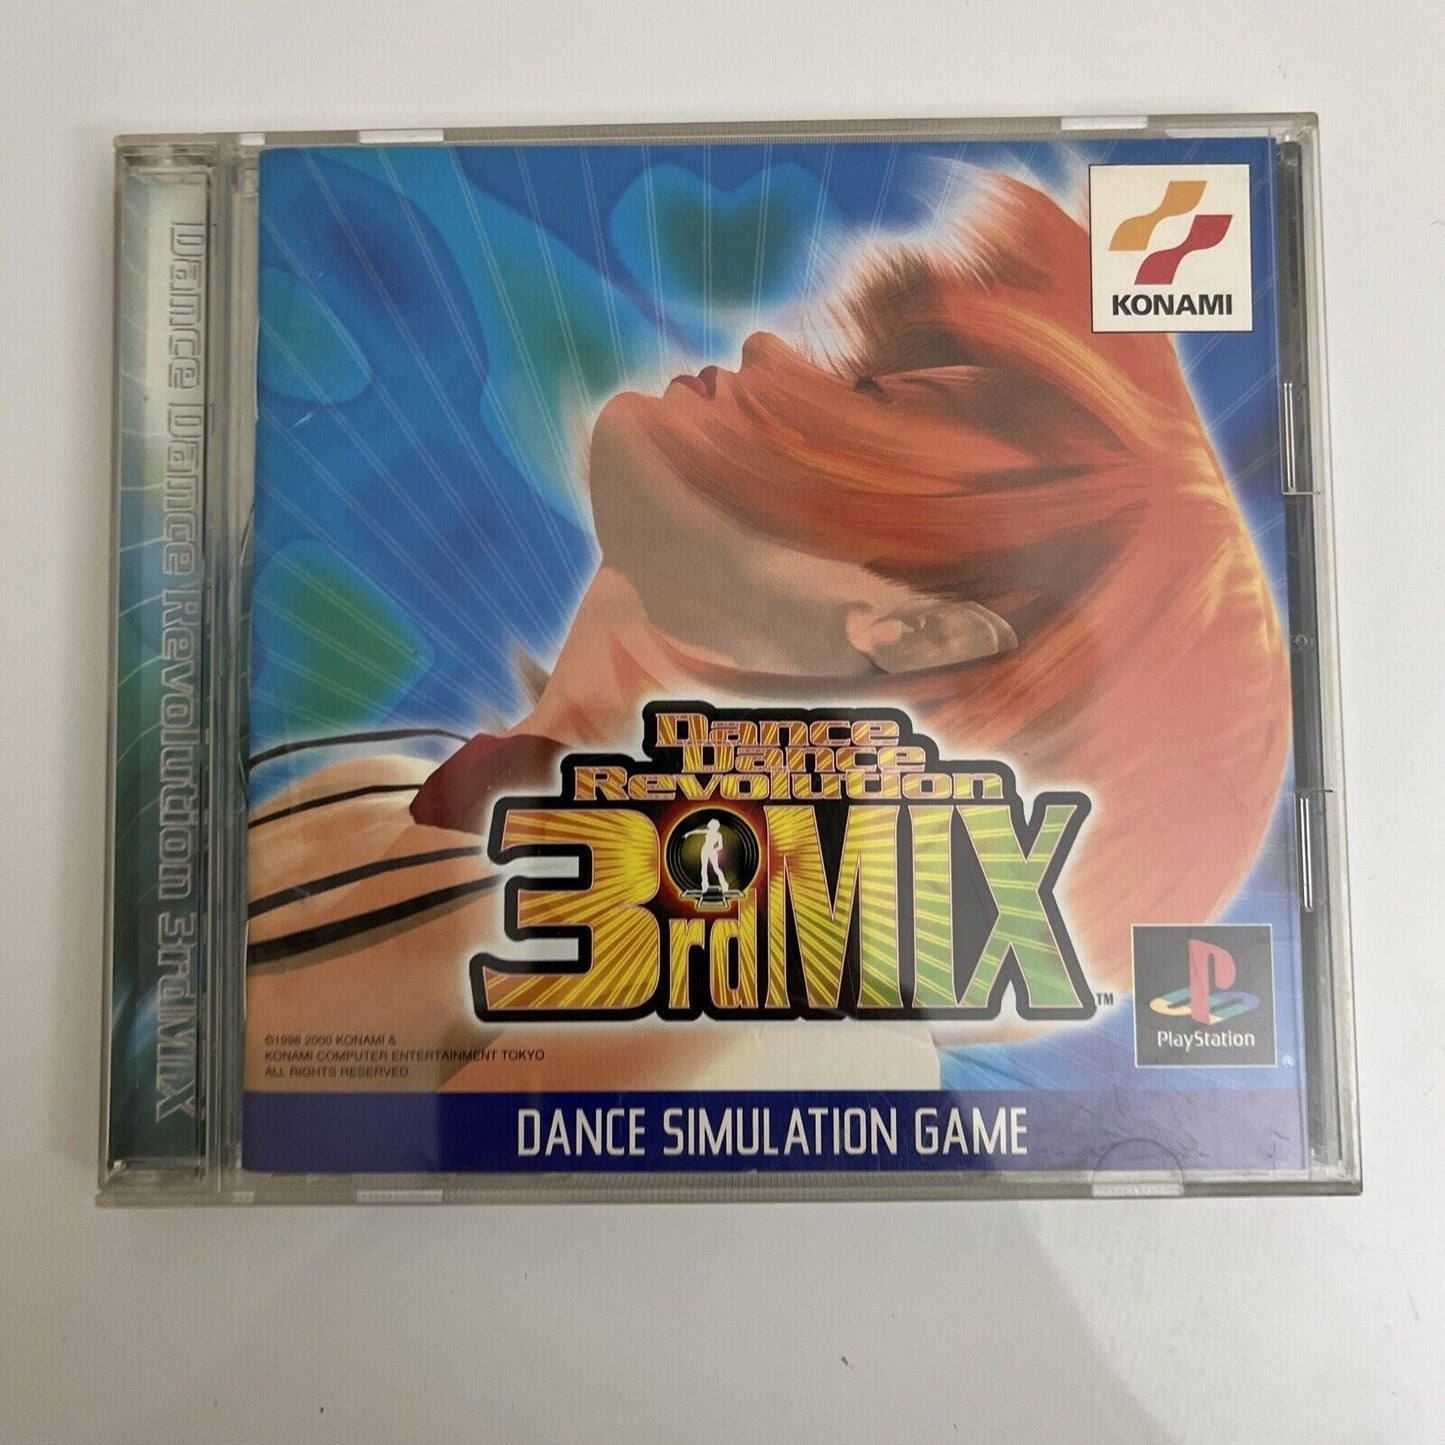 Dance Dance Revolution 3rdMIX
KONAMI
Dance
Dance
Revolution
3rdMIX™
PlayStation
®
©1998 2000 KONAMI &
KONAMI COMPUTER ENTERTAINMENT TOKYO
ALL RIGHTS RESERVED.
DANCE SIMULATION GAME